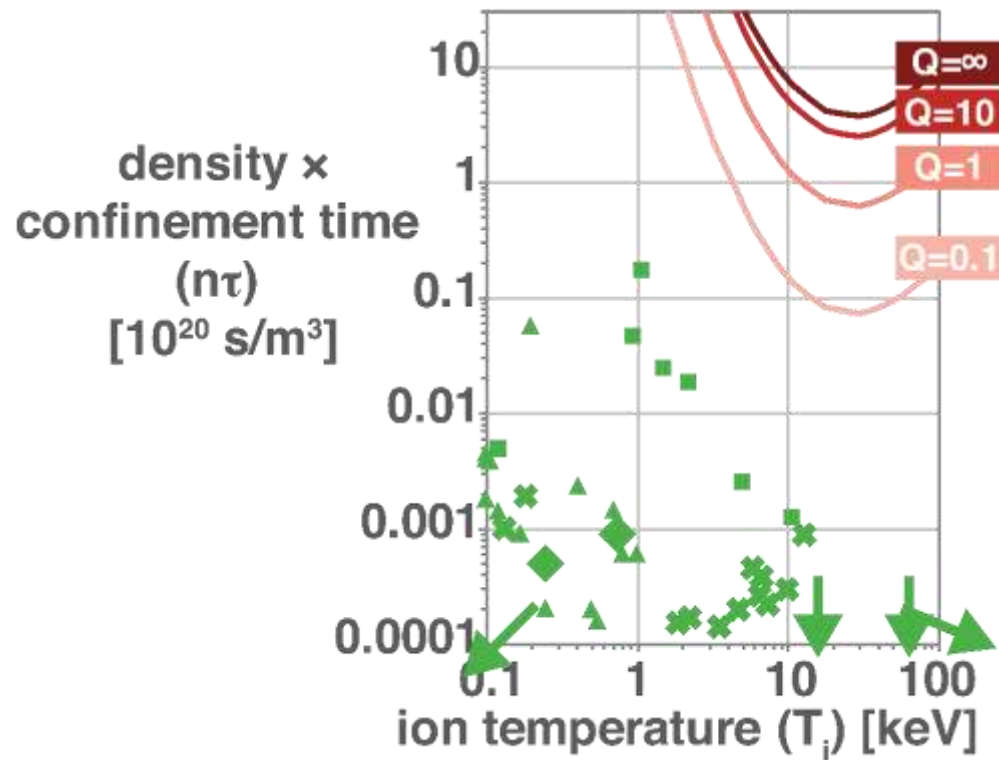 10
Q=∞
Q=10
density ×
confinement time
(nτ)
[10²⁰ s/m³]
1
Q=1
Q=0.1
0.1
0.01
0.001
0.0001
0.1
1
10
100
ion temperature (Tᵢ) [keV]